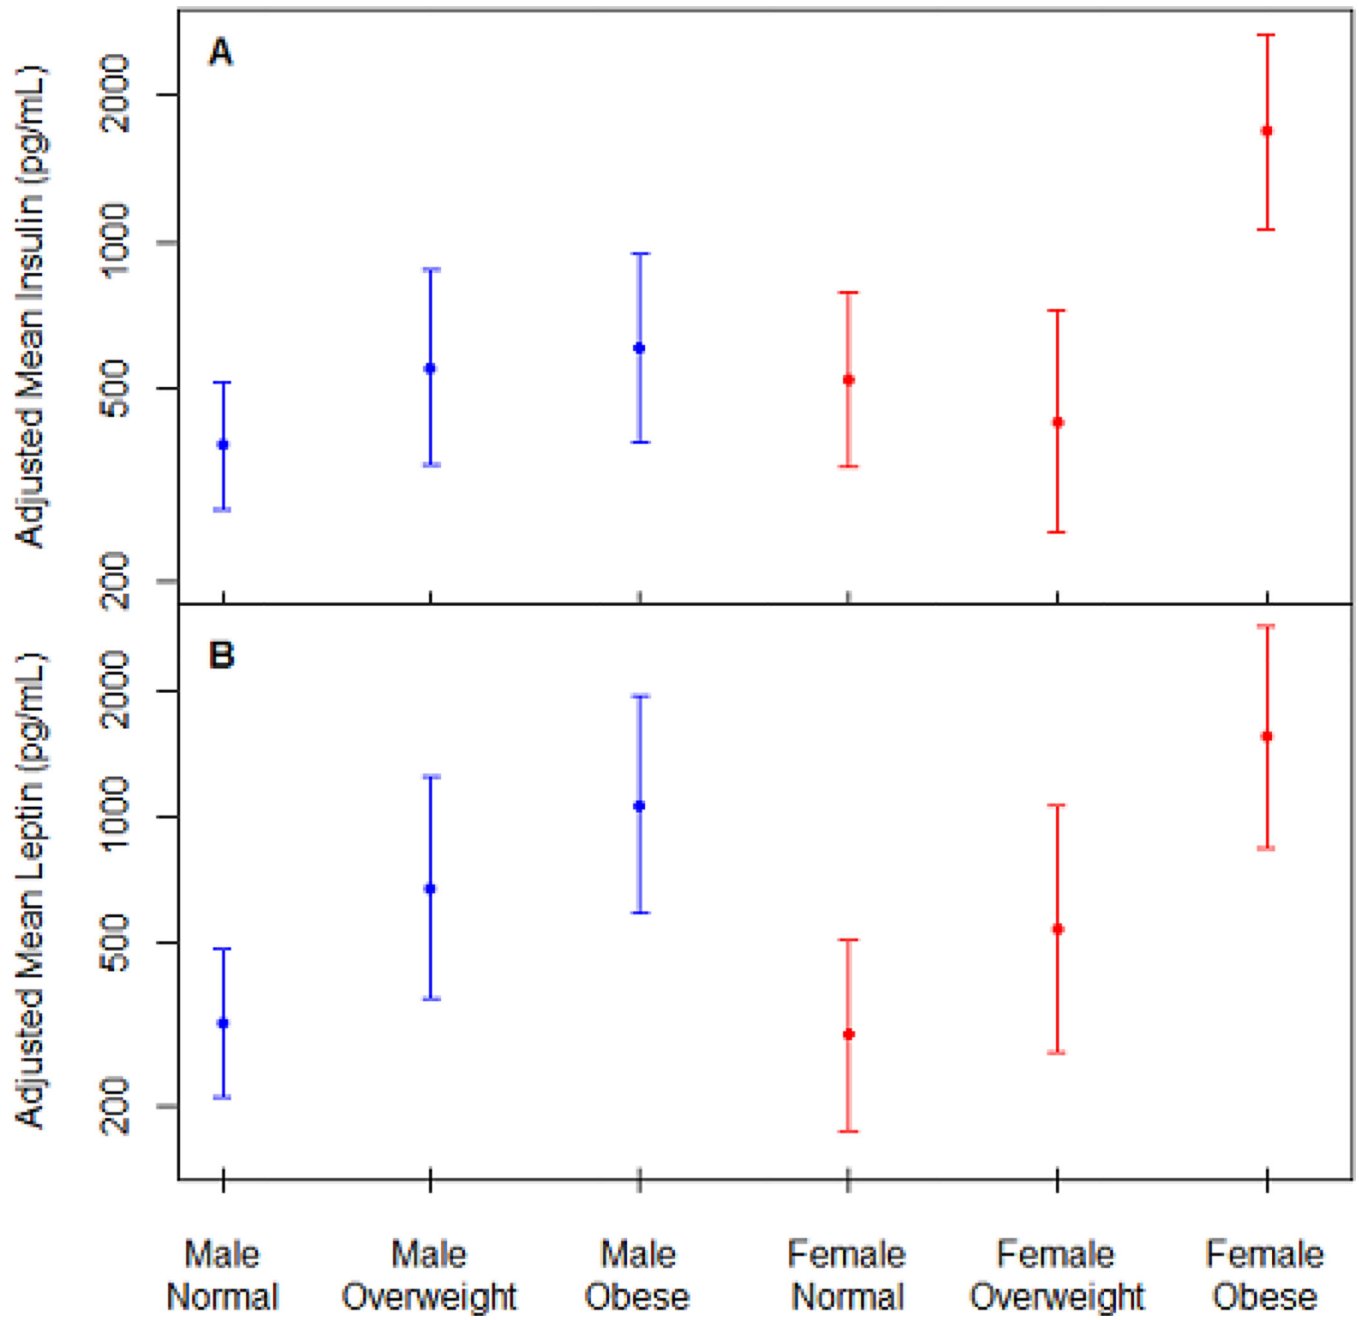 A
Adjusted Mean Insulin (pg/mL)
2000
1000
500
200
B
Adjusted Mean Leptin (pg/mL)
2000
1000
500
200
Male Normal
Male Overweight
Male Obese
Female Normal
Female Overweight
Female Obese